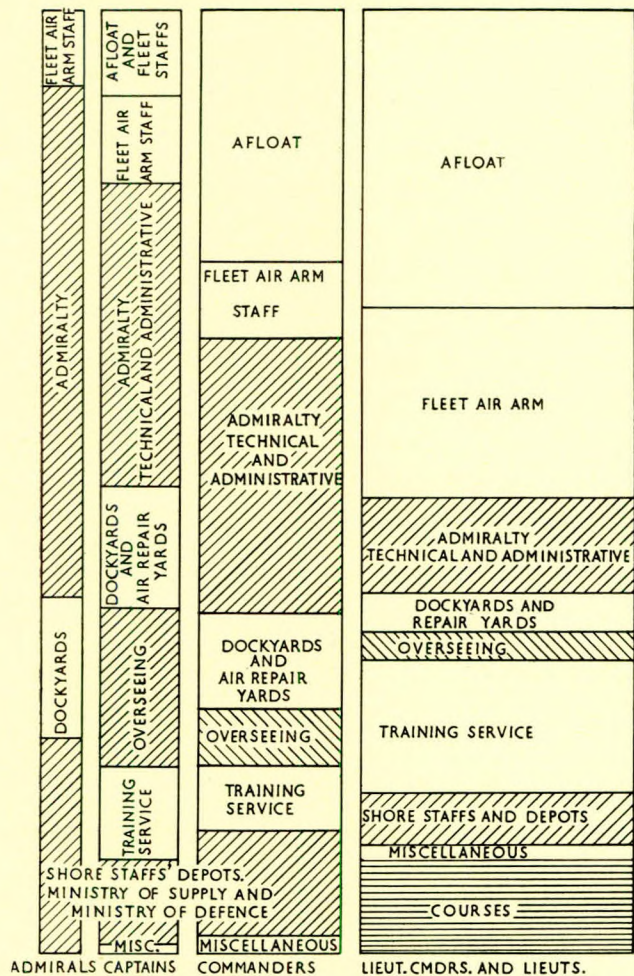 FLEET AIR
ARM STAFF
ADMIRALTY
DOCKYARDS
AFLOAT
AND
FLEET
STAFFS
FLEET AIR
ARM STAFF
ADMIRALTY
TECHNICAL AND ADMINISTRATIVE
DOCKYARDS
AND
AIR REPAIR
YARDS
OVERSEEING
TRAINING
SERVICE
SHORE STAFFS' DEPOTS.
MINISTRY OF SUPPLY AND
MINISTRY OF DEFENCE
MISC.
AFLOAT
FLEET AIR ARM
STAFF
ADMIRALTY
TECHNICAL
AND
ADMINISTRATIVE
DOCKYARDS
AND
AIR REPAIR
YARDS
OVERSEEING
TRAINING
SERVICE
MISCELLANEOUS
AFLOAT
FLEET AIR ARM
ADMIRALTY
TECHNICAL AND ADMINISTRATIVE
DOCKYARDS AND
REPAIR YARDS
OVERSEEING
TRAINING SERVICE
SHORE STAFFS AND DEPOTS
MISCELLANEOUS
COURSES
ADMIRALS CAPTAINS COMMANDERS LIEUT. CMDRS. AND LIEUTS.